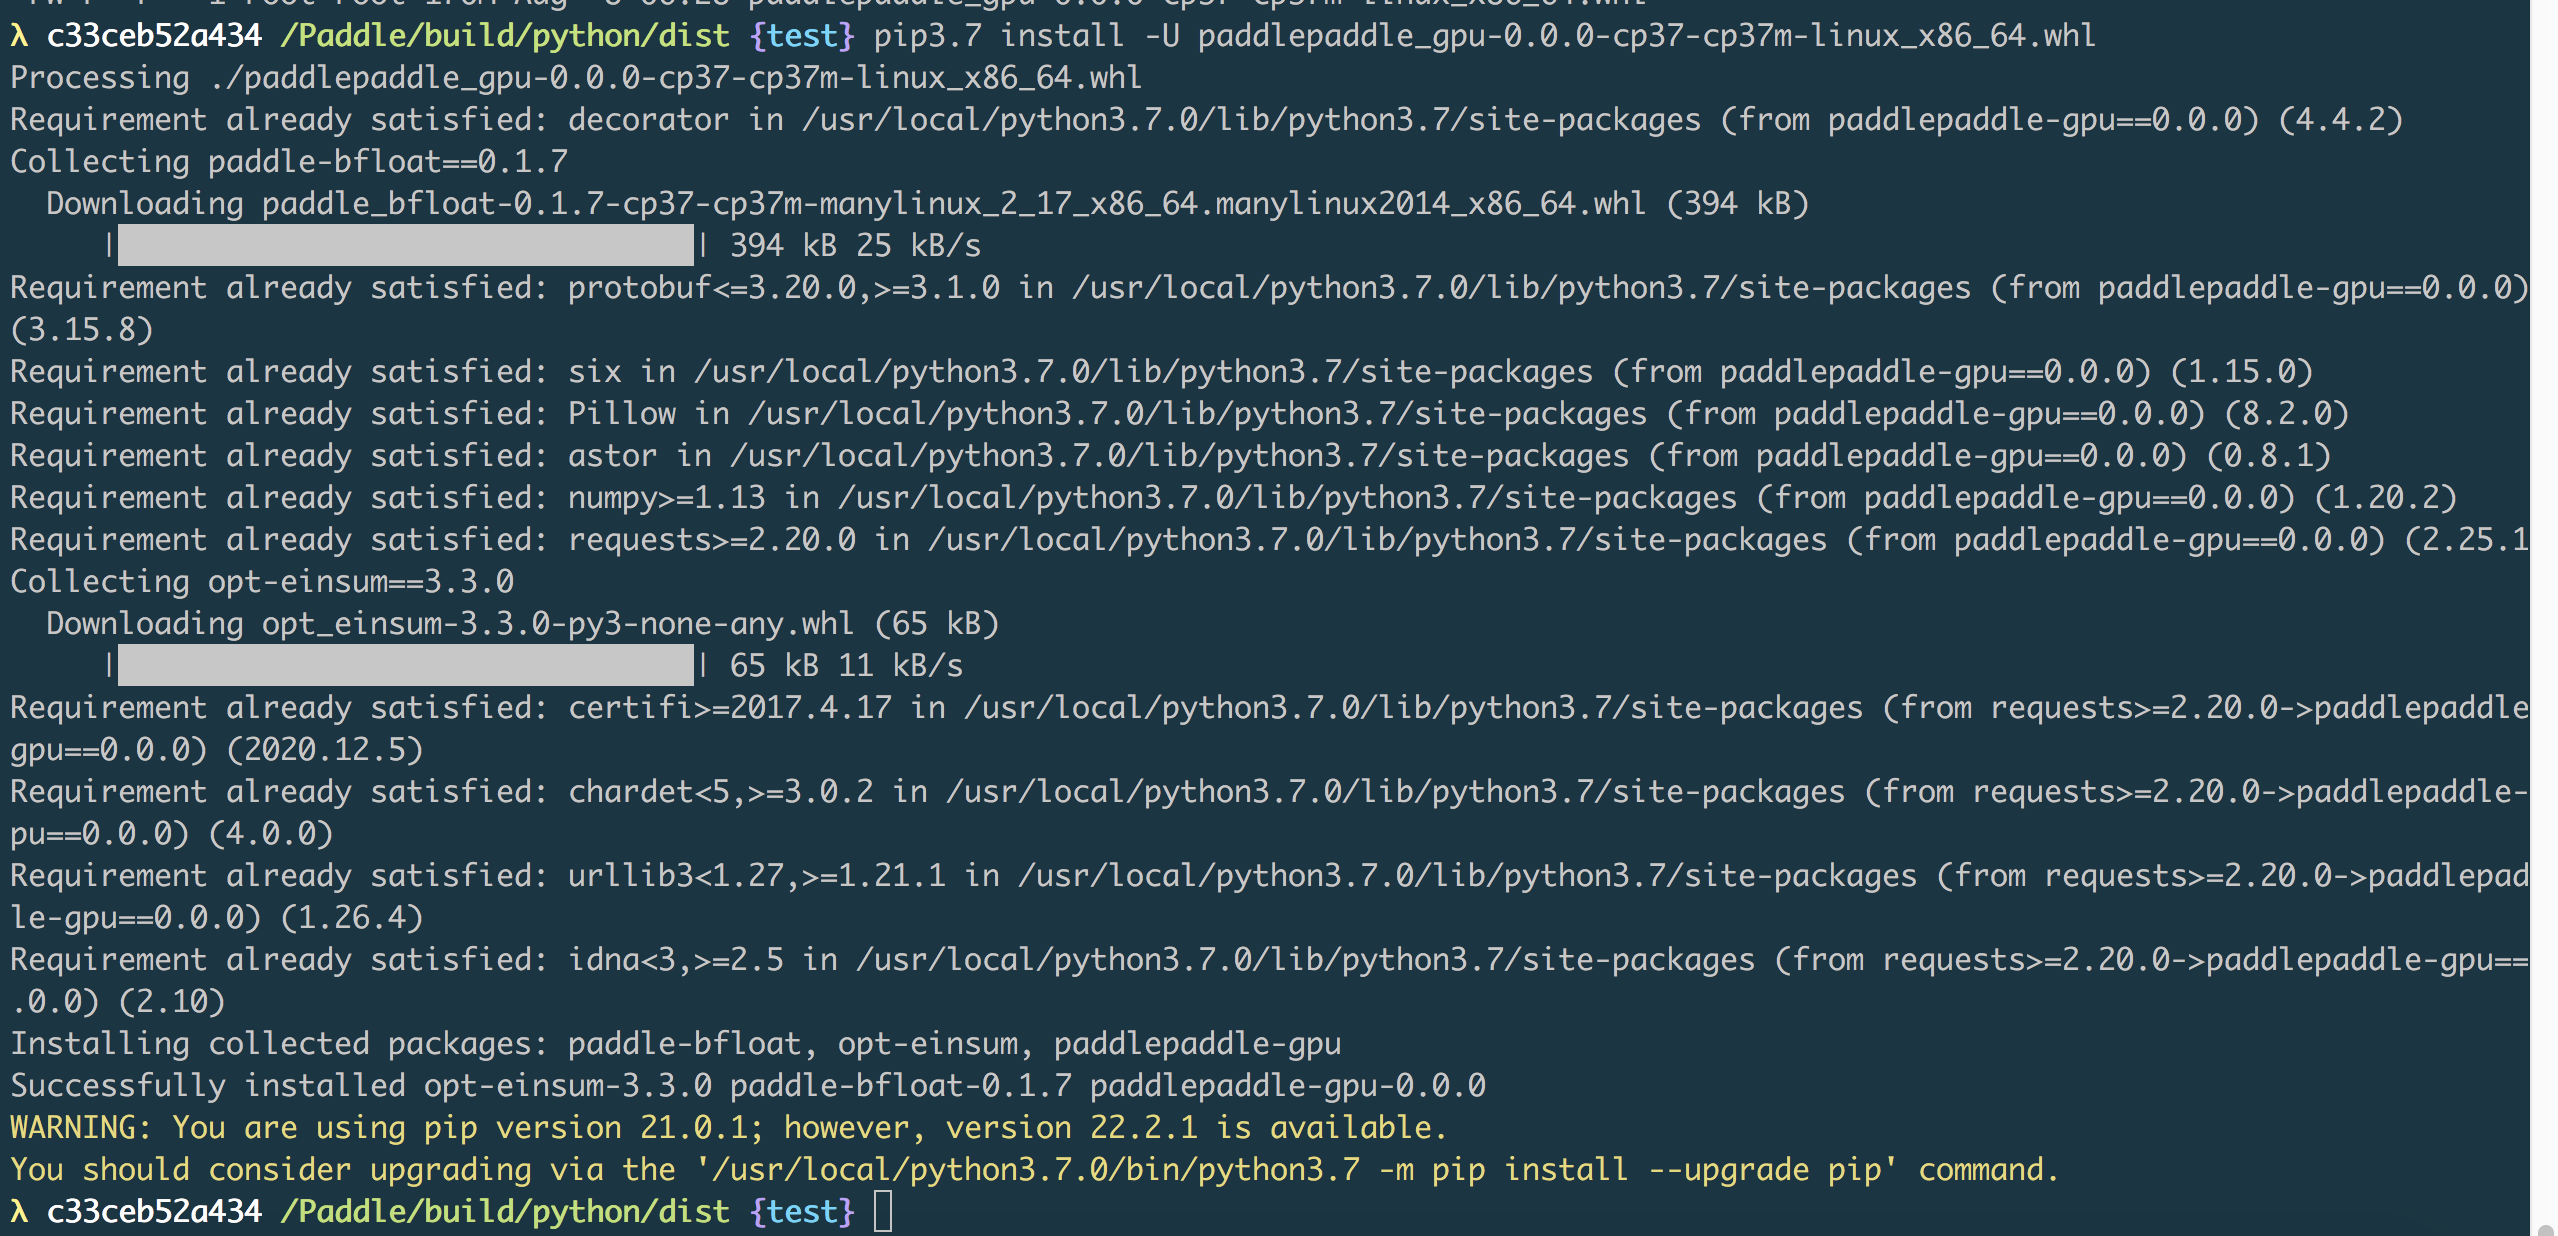 λ c33ceb52a434 /Paddle/build/python/dist {test} pip3.7 install -U paddlepaddle_gpu-0.0.0-cp37-cp37m-linux_x86_64.whl
Processing ./paddlepaddle_gpu-0.0.0-cp37-cp37m-linux_x86_64.whl
Requirement already satisfied: decorator in /usr/local/python3.7.0/lib/python3.7/site-packages (from paddlepaddle-gpu==0.0.0) (4.4.2)
Collecting paddle-bfloat==0.1.7
  Downloading paddle_bfloat-0.1.7-cp37-cp37m-manylinux_2_17_x86_64.manylinux2014_x86_64.whl (394 kB)
| | 394 kB 25 kB/s
Requirement already satisfied: protobuf<=3.20.0,>=3.1.0 in /usr/local/python3.7.0/lib/python3.7/site-packages (from paddlepaddle-gpu==0.0.0)
(3.15.8)
Requirement already satisfied: six in /usr/local/python3.7.0/lib/python3.7/site-packages (from paddlepaddle-gpu==0.0.0) (1.15.0)
Requirement already satisfied: Pillow in /usr/local/python3.7.0/lib/python3.7/site-packages (from paddlepaddle-gpu==0.0.0) (8.2.0)
Requirement already satisfied: astor in /usr/local/python3.7.0/lib/python3.7/site-packages (from paddlepaddle-gpu==0.0.0) (0.8.1)
Requirement already satisfied: numpy>=1.13 in /usr/local/python3.7.0/lib/python3.7/site-packages (from paddlepaddle-gpu==0.0.0) (1.20.2)
Requirement already satisfied: requests>=2.20.0 in /usr/local/python3.7.0/lib/python3.7/site-packages (from paddlepaddle-gpu==0.0.0) (2.25.1
Collecting opt-einsum==3.3.0
  Downloading opt_einsum-3.3.0-py3-none-any.whl (65 kB)
| | 65 kB 11 kB/s
Requirement already satisfied: certifi>=2017.4.17 in /usr/local/python3.7.0/lib/python3.7/site-packages (from requests>=2.20.0->paddlepaddle
gpu==0.0.0) (2020.12.5)
Requirement already satisfied: chardet<5,>=3.0.2 in /usr/local/python3.7.0/lib/python3.7/site-packages (from requests>=2.20.0->paddlepaddle-
pu==0.0.0) (4.0.0)
Requirement already satisfied: urllib3<1.27,>=1.21.1 in /usr/local/python3.7.0/lib/python3.7/site-packages (from requests>=2.20.0->paddlepad
le-gpu==0.0.0) (1.26.4)
Requirement already satisfied: idna<3,>=2.5 in /usr/local/python3.7.0/lib/python3.7/site-packages (from requests>=2.20.0->paddlepaddle-gpu==
.0.0) (2.10)
Installing collected packages: paddle-bfloat, opt-einsum, paddlepaddle-gpu
Successfully installed opt-einsum-3.3.0 paddle-bfloat-0.1.7 paddlepaddle-gpu-0.0.0
WARNING: You are using pip version 21.0.1; however, version 22.2.1 is available.
You should consider upgrading via the '/usr/local/python3.7.0/bin/python3.7 -m pip install --upgrade pip' command.
λ c33ceb52a434 /Paddle/build/python/dist {test}